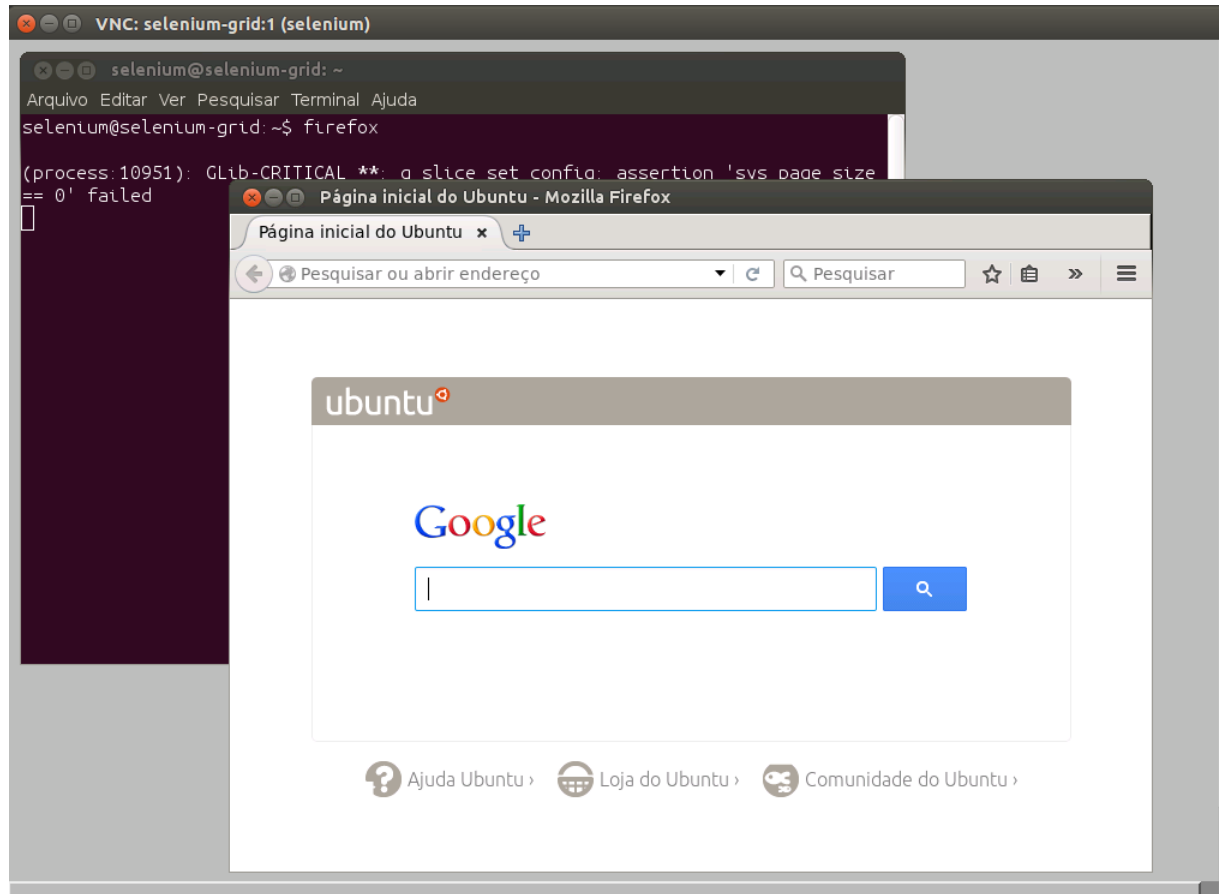 VNC: selenium-grid:1 (selenium)
selenium@selenium-grid: ~
Arquivo Editar Ver Pesquisar Terminal Ajuda
selenium@selenium-grid:~$ firefox
(process:10951): GLib-CRITICAL **: g_slice_set_config: assertion 'sys_page_size
== 0' failed
Página inicial do Ubuntu - Mozilla Firefox
Página inicial do Ubuntu
Pesquisar ou abrir endereço
Pesquisar
ubuntu
Google
Ajuda Ubuntu › Loja do Ubuntu › Comunidade do Ubuntu ›